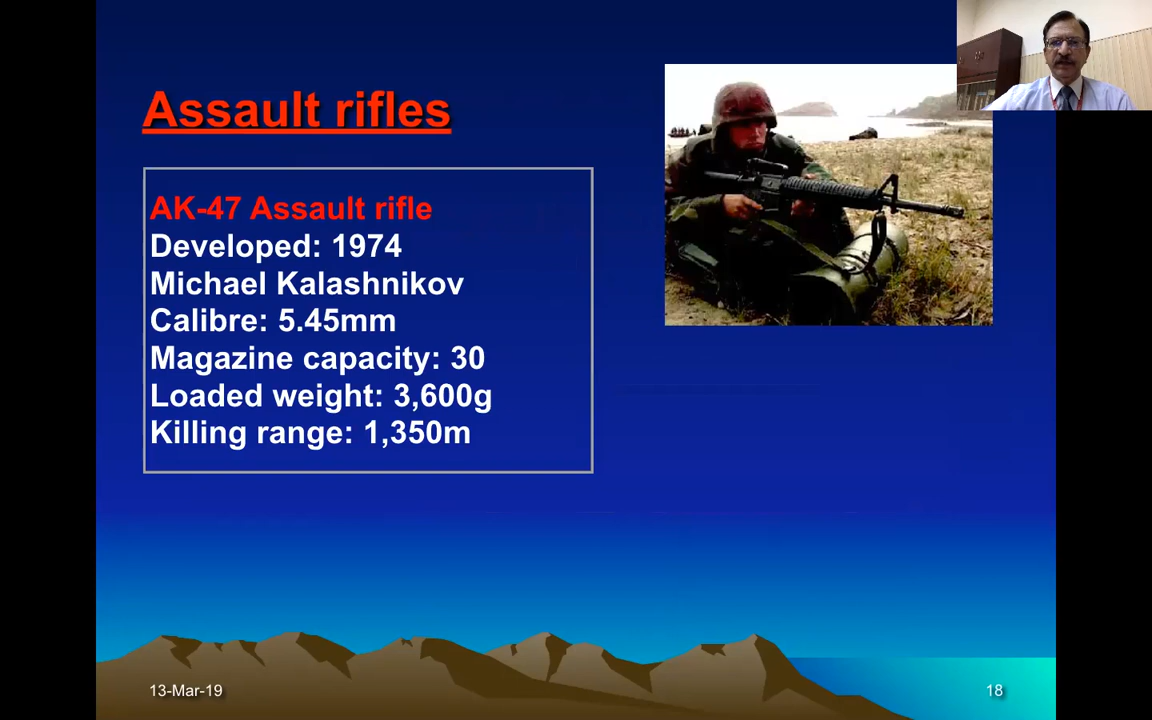 Assault rifles
AK-47 Assault rifle
Developed: 1974
Michael Kalashnikov
Calibre: 5.45mm
Magazine capacity: 30
Loaded weight: 3,600g
Killing range: 1,350m
13-Mar-19
18